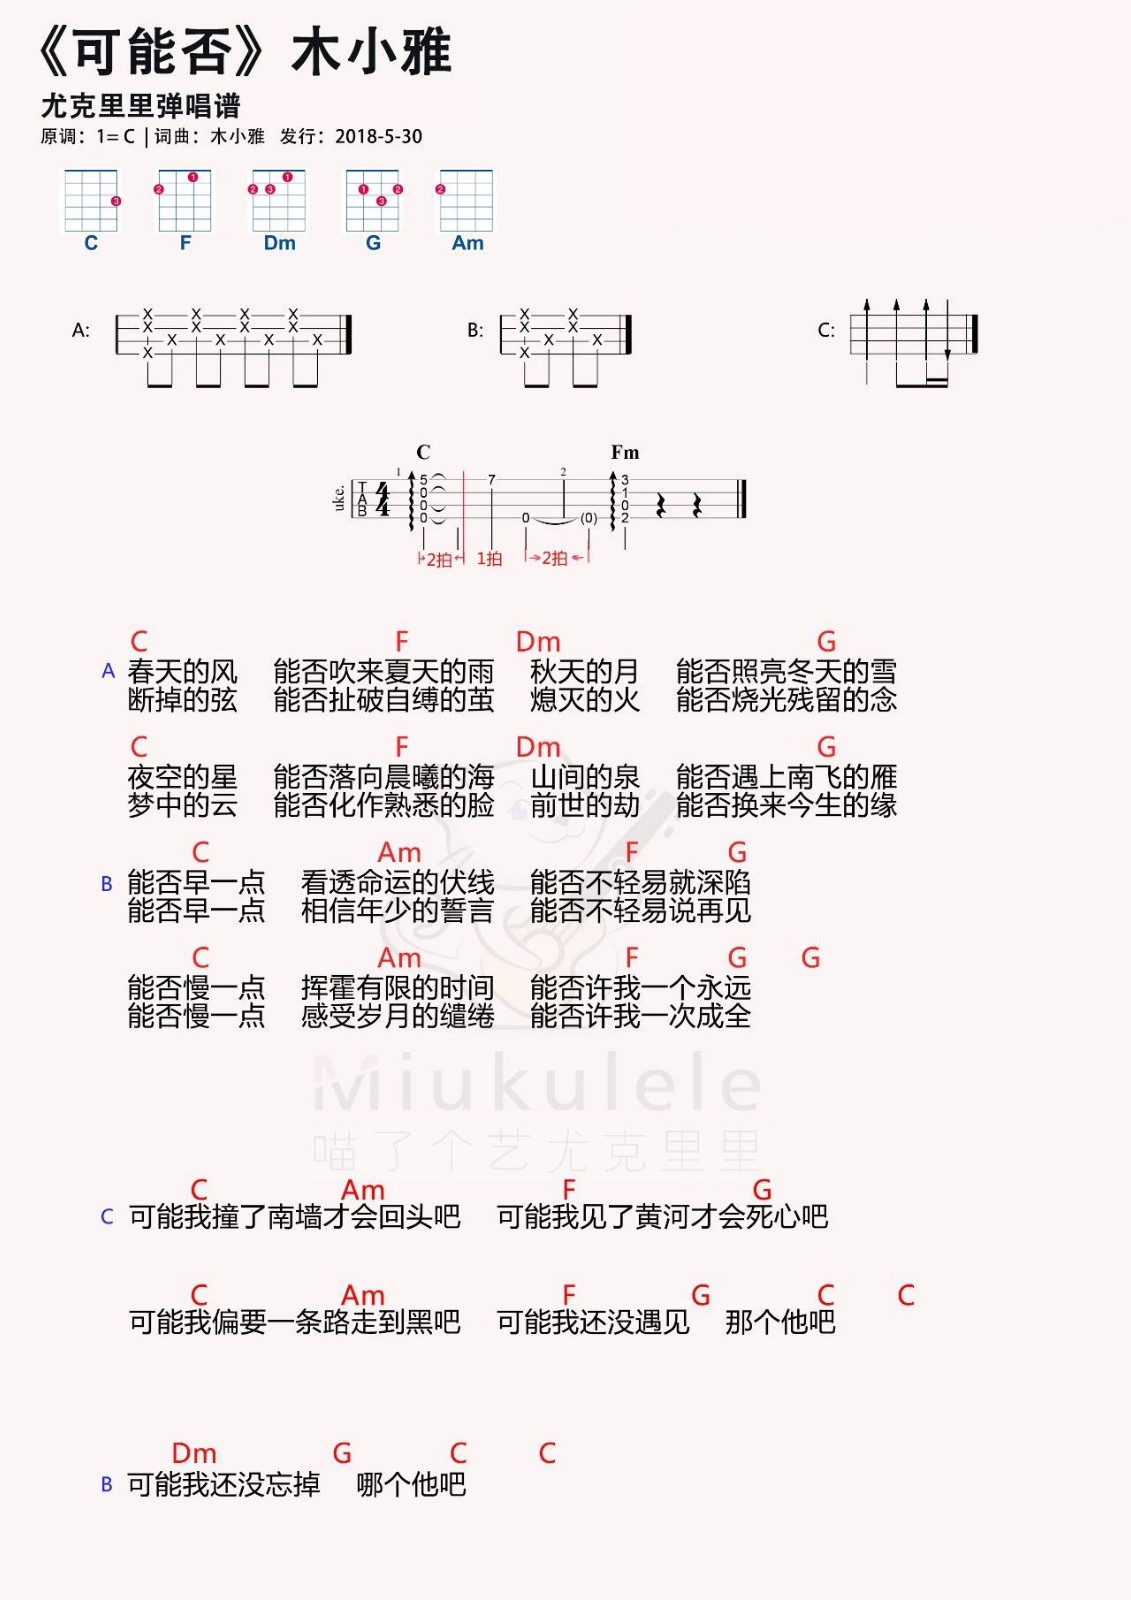 《可能否》木小雅
尤克里里弹唱谱
原调：1=C | 词曲：木小雅 发行：2018-5-30
2 1 2 3 1 1 2 2
3 3
C F Dm G Am
A: B: C:
C Fm
uke. TAB 4/4 1 5 0 0 0 7 0 2 (0) 3 1 0 2
2拍 1拍 2拍
C F Dm G
A 春天的风 能否吹来夏天的雨 秋天的月 能否照亮冬天的雪
断掉的弦 能否扯破自缚的茧 熄灭的火 能否烧光残留的念
C F Dm G
夜空的星 能否落向晨曦的海 山间的泉 能否遇上南飞的雁
梦中的云 能否化作熟悉的脸 前世的劫 能否换来今生的缘
C Am F G
B 能否早一点 看透命运的伏线 能否不轻易就深陷
能否早一点 相信年少的誓言 能否不轻易说再见
C Am F G G
能否慢一点 挥霍有限的时间 能否许我一个永远
能否慢一点 感受岁月的缱绻 能否许我一次成全
Miukulele
喵了个艺尤克里里
C Am F G
C 可能我撞了南墙才会回头吧 可能我见了黄河才会死心吧
C Am F G C C
可能我偏要一条路走到黑吧 可能我还没遇见 那个他吧
Dm G C C
B 可能我还没忘掉 哪个他吧